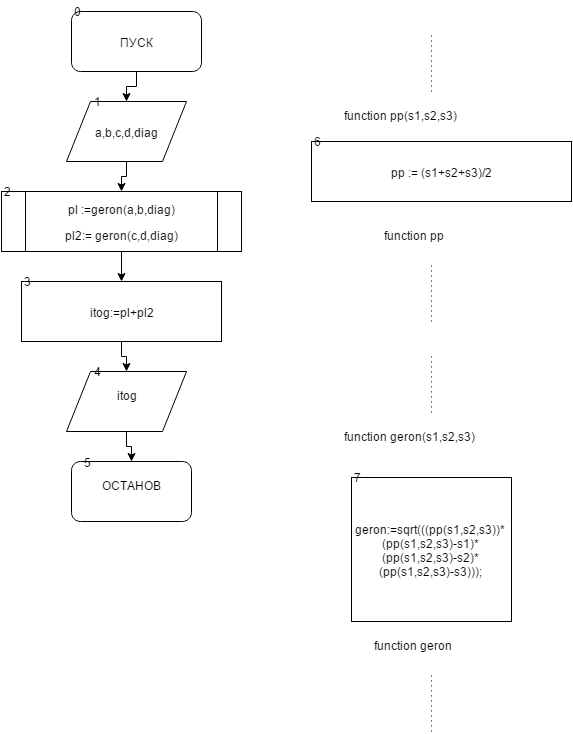 0
ПУСК
1
a,b,c,d,diag
2
pl :=geron(a,b,diag)
pl2:= geron(c,d,diag)
3
itog:=pl+pl2
4
itog
5
ОСТАНОВ
function pp(s1,s2,s3)
6
pp := (s1+s2+s3)/2
function pp
function geron(s1,s2,s3)
7
geron:=sqrt(((pp(s1,s2,s3))*
(pp(s1,s2,s3)-s1)*
(pp(s1,s2,s3)-s2)*
(pp(s1,s2,s3)-s3)));
function geron